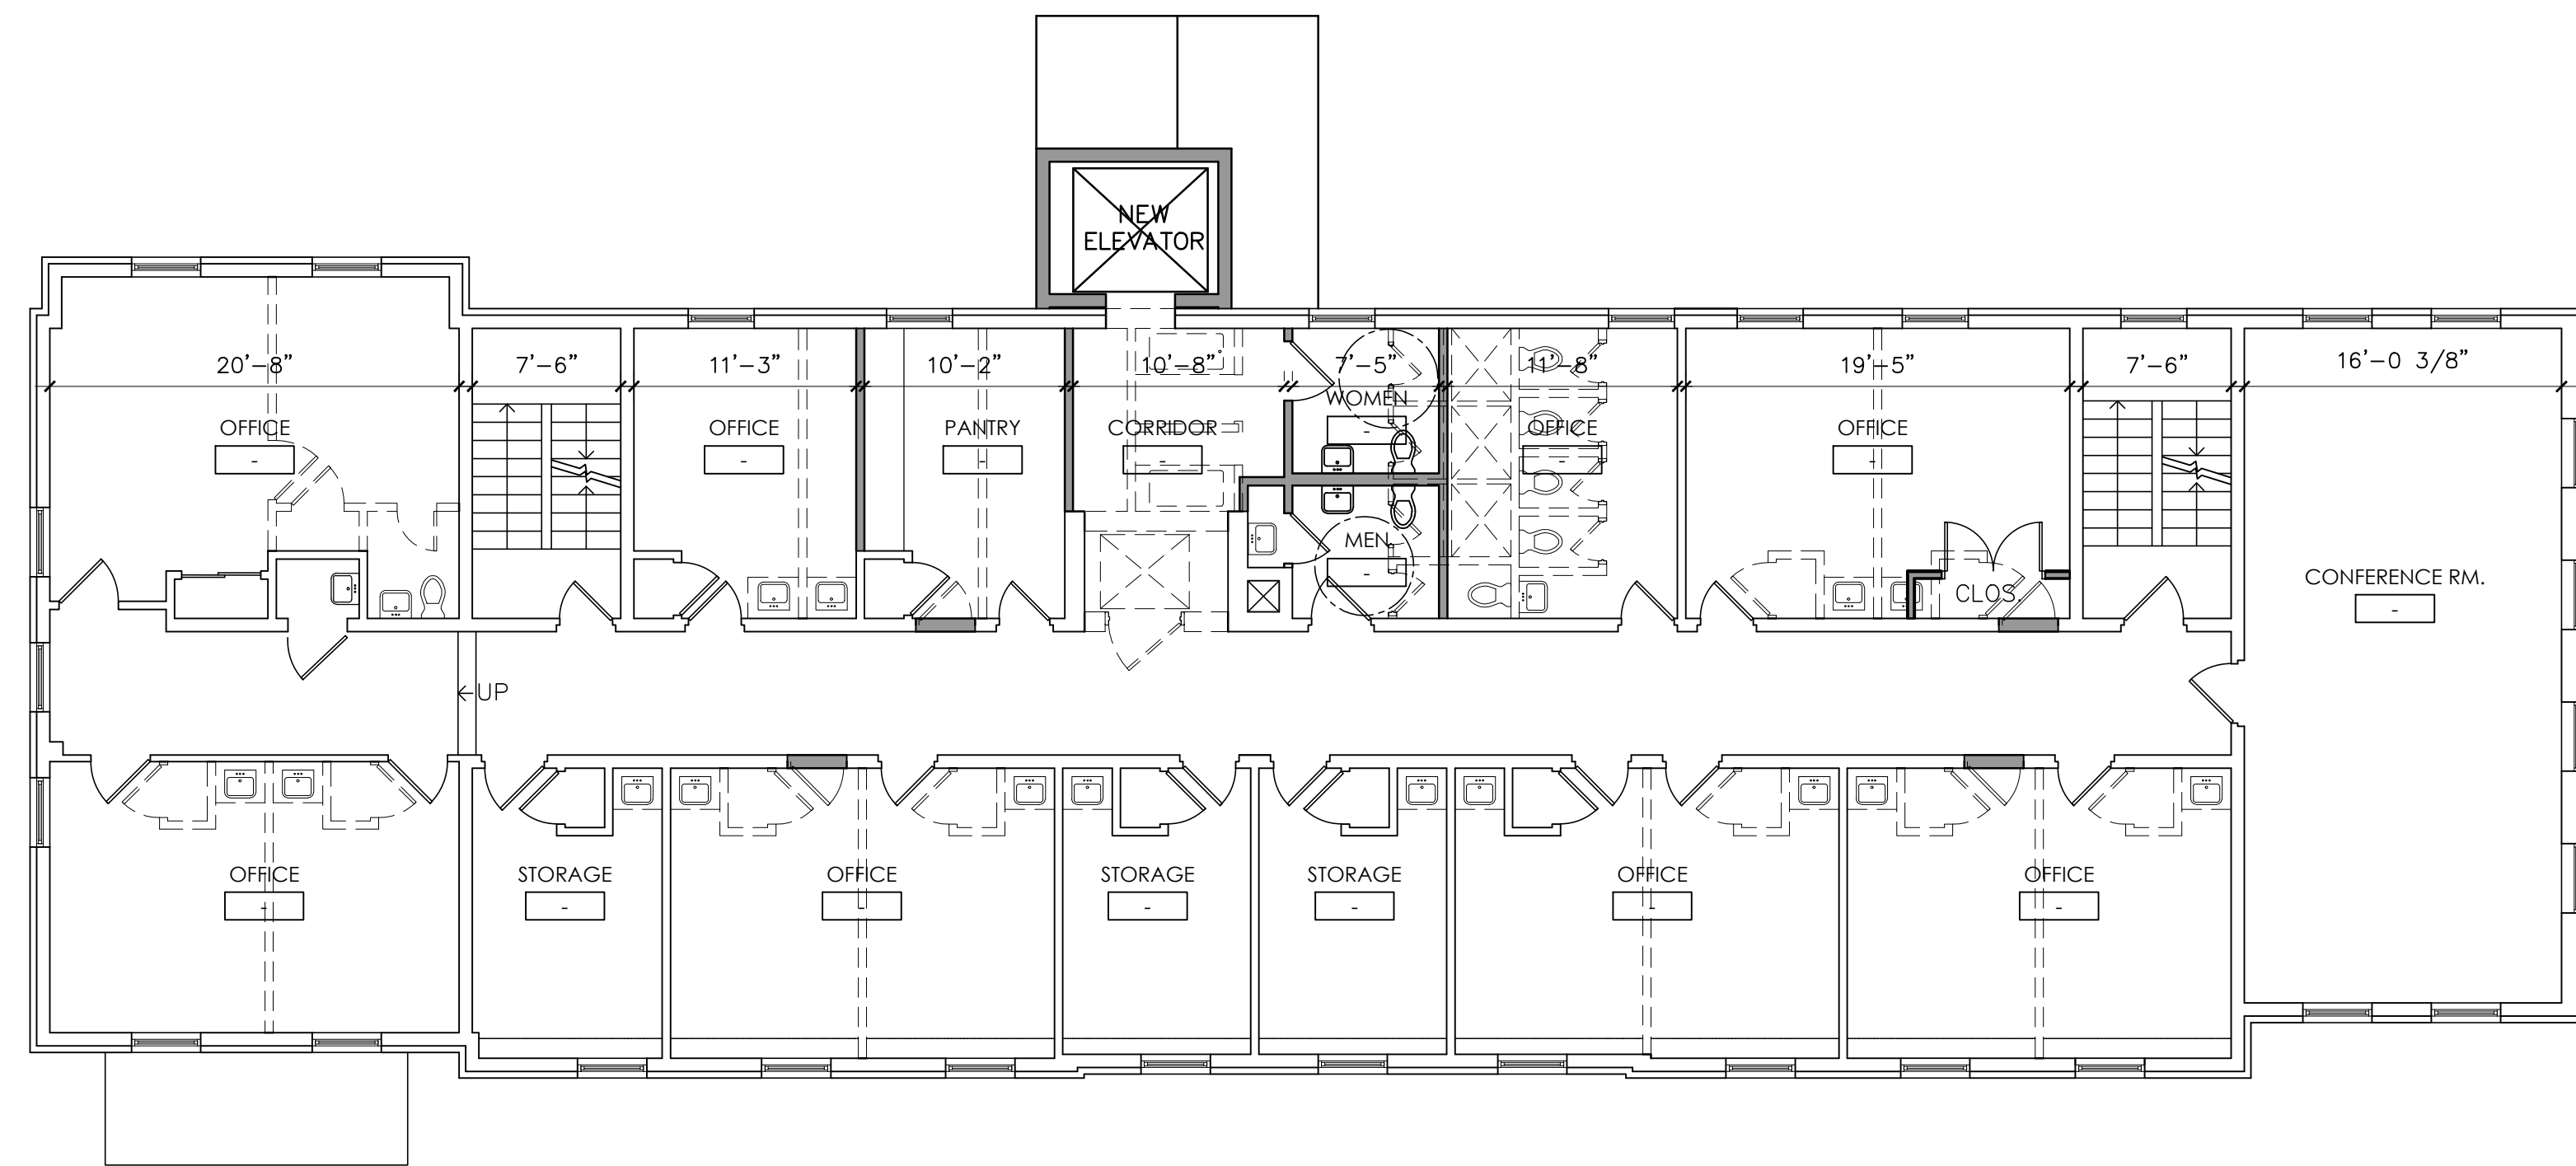 NEW
ELEVATOR
20'-8"
7'-6"
11'-3"
10'-2"
10'-8"
7'-5"
11'-8"
19'-5"
7'-6"
16'-0 3/8"
WOMEN
-
OFFICE
-
OFFICE
-
PANTRY
-
CORRIDOR
-
OFFICE
-
OFFICE
-
MEN
-
CLOS.
CONFERENCE RM.
-
UP
OFFICE
-
STORAGE
-
OFFICE
-
STORAGE
-
STORAGE
-
OFFICE
-
OFFICE
-